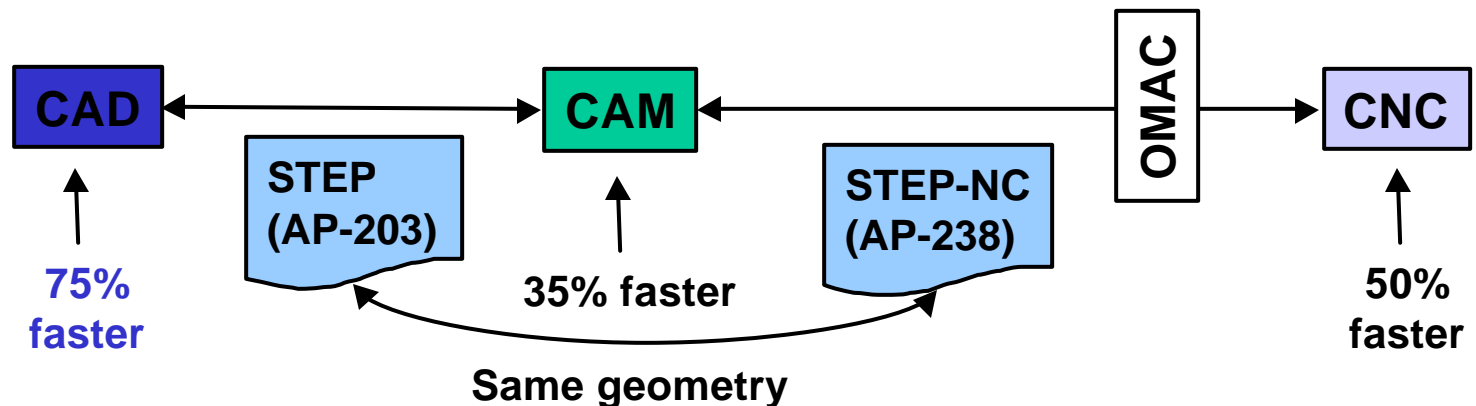 OMAC
CAD
CAM
CNC
STEP
(AP-203)
STEP-NC
(AP-238)
75%
faster
35% faster
50%
faster
Same geometry